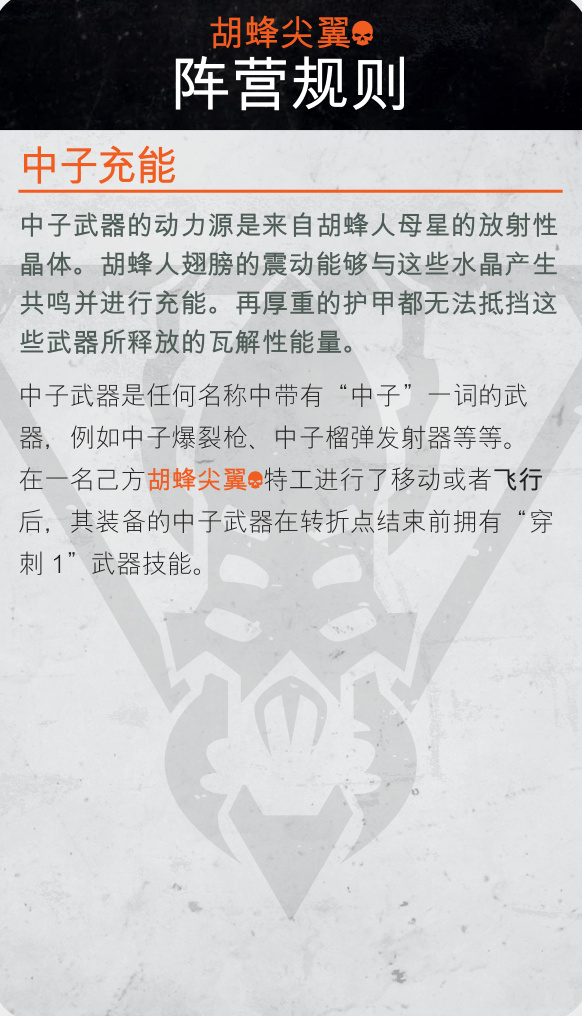 胡蜂尖翼
阵营规则
中子充能
中子武器的动力源是来自胡蜂人母星的放射性
晶体。胡蜂人翅膀的震动能够与这些水晶产生
共鸣并进行充能。再厚重的护甲都无法抵挡这
些武器所释放的瓦解性能量。
中子武器是任何名称中带有“中子”一词的武
器，例如中子爆裂枪、中子榴弹发射器等等。
在一名己方胡蜂尖翼特工进行了移动或者飞行
后，其装备的中子武器在转折点结束前拥有“穿
刺 1”武器技能。